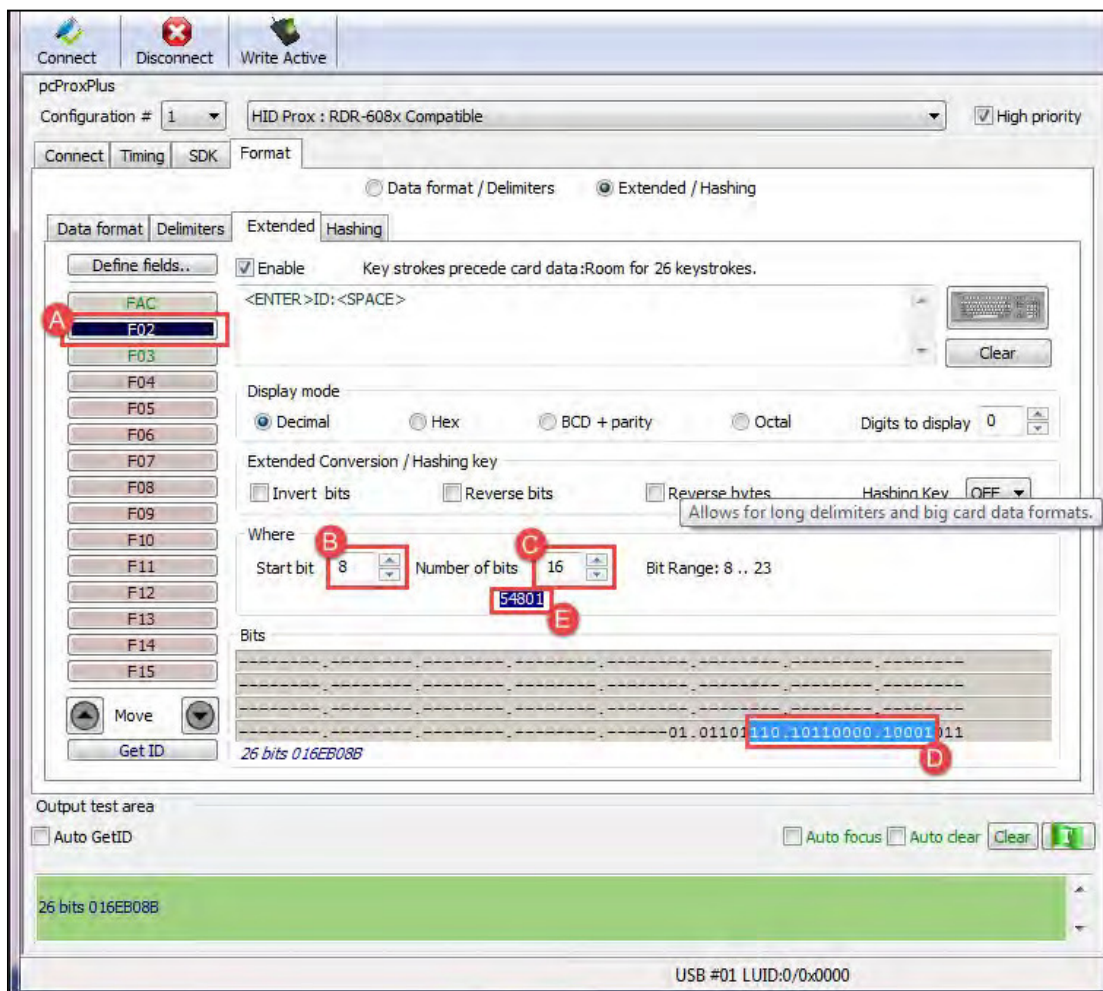 Connect Disconnect Write Active
pcProxPlus
Configuration # 1 HID Prox : RDR-608x Compatible High priority
Connect Timing SDK Format
Data format / Delimiters Extended / Hashing
Data format Delimiters Extended Hashing
Define fields.. Enable Key strokes precede card data:Room for 26 keystrokes.
<ENTER>ID:<SPACE>
FAC
A
F02
F03 Clear
F04
Display mode
F05
Decimal Hex BCD + parity Octal Digits to display 0
F06
F07 Extended Conversion / Hashing key
F08 Invert bits Reverse bits Reverse bytes Hashing Key OFF
Allows for long delimiters and big card data formats.
F09
F10 Where B C
F11 Start bit 8 Number of bits 16 Bit Range: 8 .. 23
F12
54801
E
F13
F14 Bits
--------.--------.--------.--------.--------.--------.--------.--------
F15
--------.--------.--------.--------.--------.--------.--------.--------
Move
--------.--------.--------.--------.--------.--------.--------.--------
--------.--------.--------.--------.------01.01101110.10110000.10001011
D
Get ID 26 bits 016EB08B
Output test area
Auto GetID Auto focus Auto clear Clear
26 bits 016EB08B
USB #01 LUID:0/0x0000